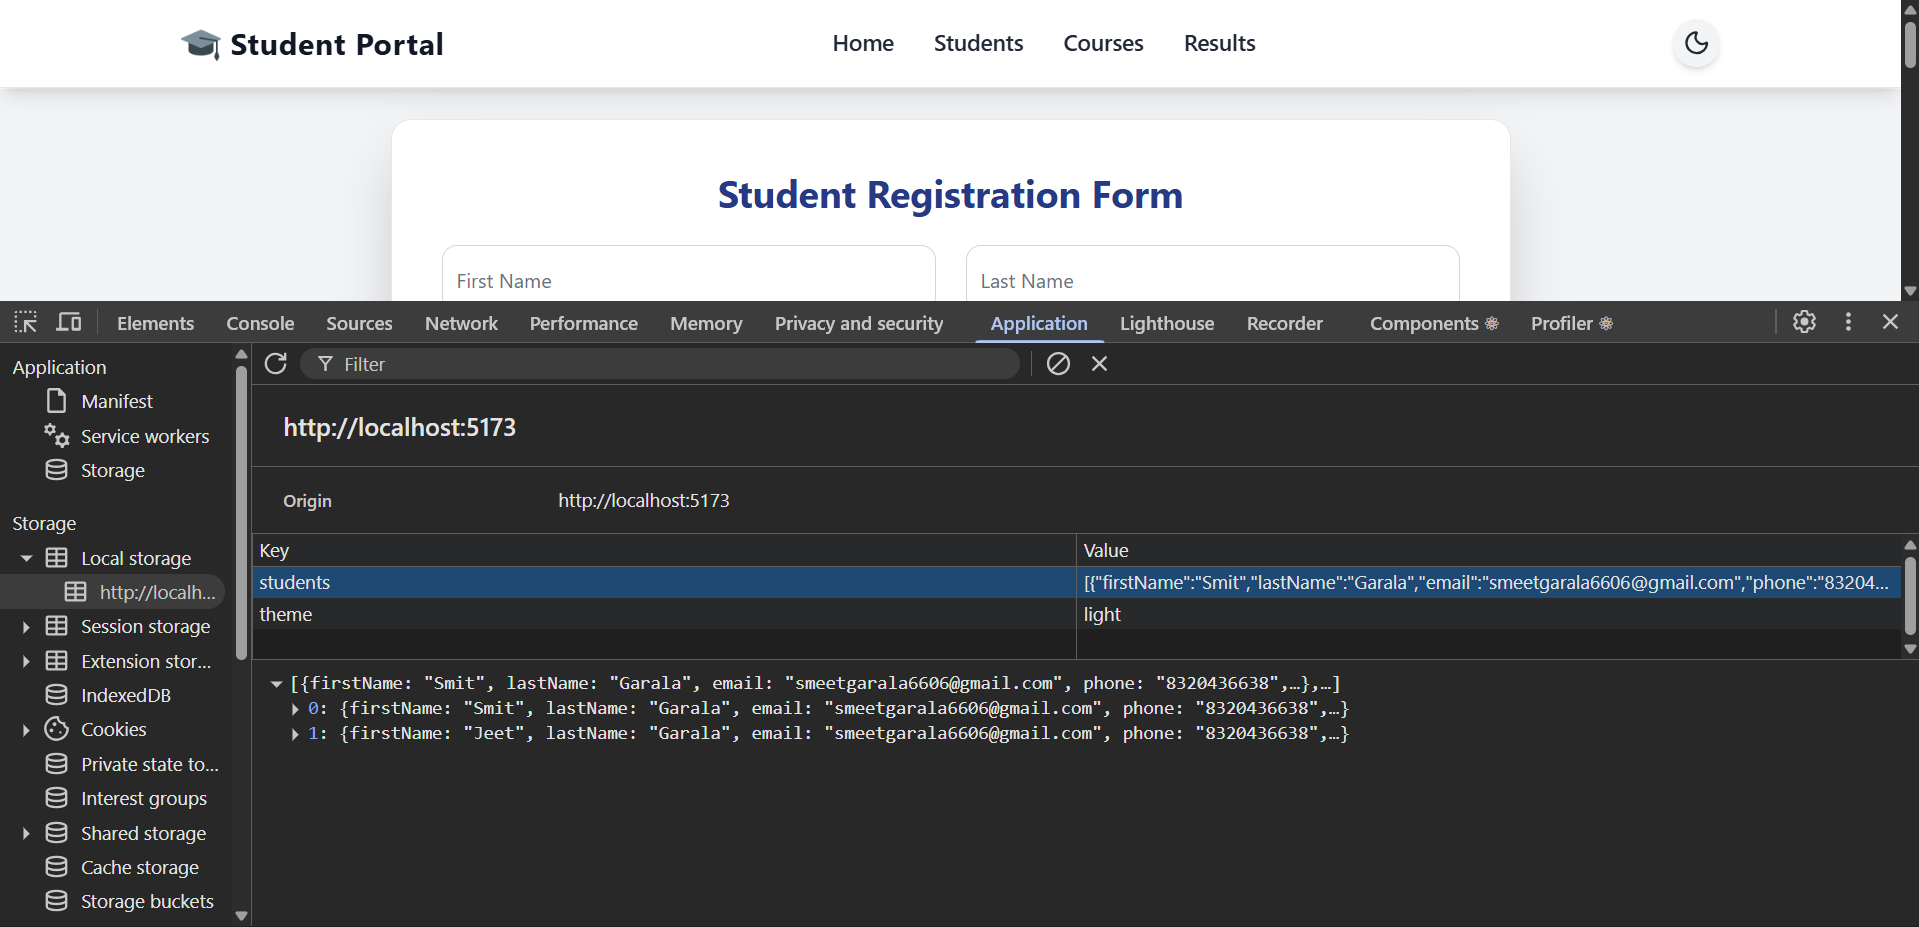 Student Portal
Home Students Courses Results
Student Registration Form
First Name Last Name
Elements Console Sources Network Performance Memory Privacy and security Application Lighthouse Recorder Components Profiler
Application
Manifest
Service workers
Storage
Storage
Local storage
http://localh...
Session storage
Extension stor...
IndexedDB
Cookies
Private state to...
Interest groups
Shared storage
Cache storage
Storage buckets
Filter
http://localhost:5173
Origin http://localhost:5173
Key Value
students [{"firstName":"Smit","lastName":"Garala","email":"smeetgarala6606@gmail.com","phone":"83204...
theme light
[{firstName: "Smit", lastName: "Garala", email: "smeetgarala6606@gmail.com", phone: "8320436638",…},…]
0: {firstName: "Smit", lastName: "Garala", email: "smeetgarala6606@gmail.com", phone: "8320436638",…}
1: {firstName: "Jeet", lastName: "Garala", email: "smeetgarala6606@gmail.com", phone: "8320436638",…}